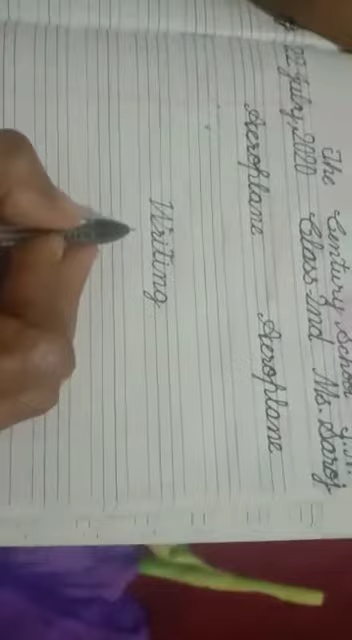 The Century School J.N.
22 July, 2020 Class-2nd Ms. Saroj
Aeroplane Aeroplane
Writing